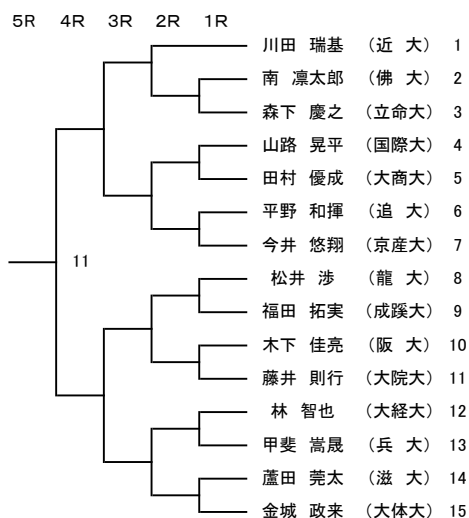 5R 4R 3R 2R 1R
川田 瑞基 （近 大） 1
南 凛太郎 （佛 大） 2
森下 慶之 （立命大） 3
山路 晃平 （国際大） 4
田村 優成 （大商大） 5
平野 和揮 （追 大） 6
今井 悠翔 （京産大） 7
11
松井 渉 （龍 大） 8
福田 拓実 （成蹊大） 9
木下 佳亮 （阪 大） 10
藤井 則行 （大院大） 11
林 智也 （大経大） 12
甲斐 嵩晟 （兵 大） 13
蘆田 莞太 （滋 大） 14
金城 政来 （大体大） 15